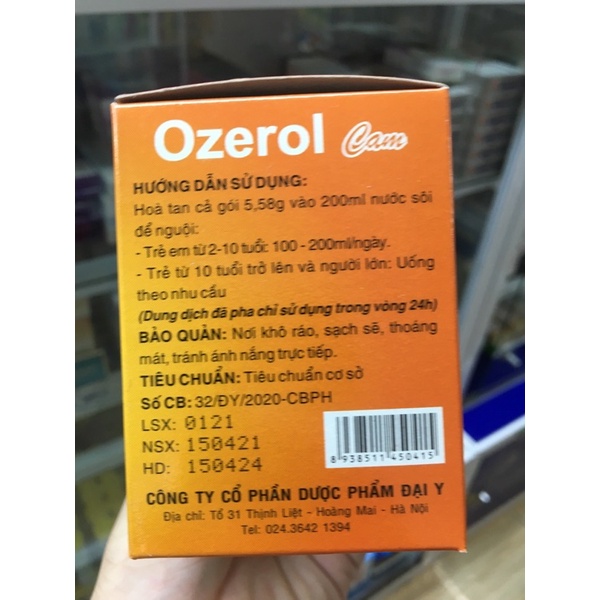 Ozerol Cam
HƯỚNG DẪN SỬ DỤNG:
Hoà tan cả gói 5,58g vào 200ml nước sôi
để nguội:
- Trẻ em từ 2-10 tuổi: 100 - 200ml/ngày.
- Trẻ từ 10 tuổi trở lên và người lớn: Uống
theo nhu cầu
(Dung dịch đã pha chỉ sử dụng trong vòng 24h)
BẢO QUẢN: Nơi khô ráo, sạch sẽ, thoáng
mát, tránh ánh nắng trực tiếp.
TIÊU CHUẨN: Tiêu chuẩn cơ sở
Số CB: 32/ĐY/2020-CBPH
LSX: 0121
NSX: 150421
HD: 150424
8 938511 450415
CÔNG TY CỔ PHẦN DƯỢC PHẨM ĐẠI Y
Địa chỉ: Tổ 31 Thịnh Liệt - Hoàng Mai - Hà Nội
Tel: 024.3642 1394